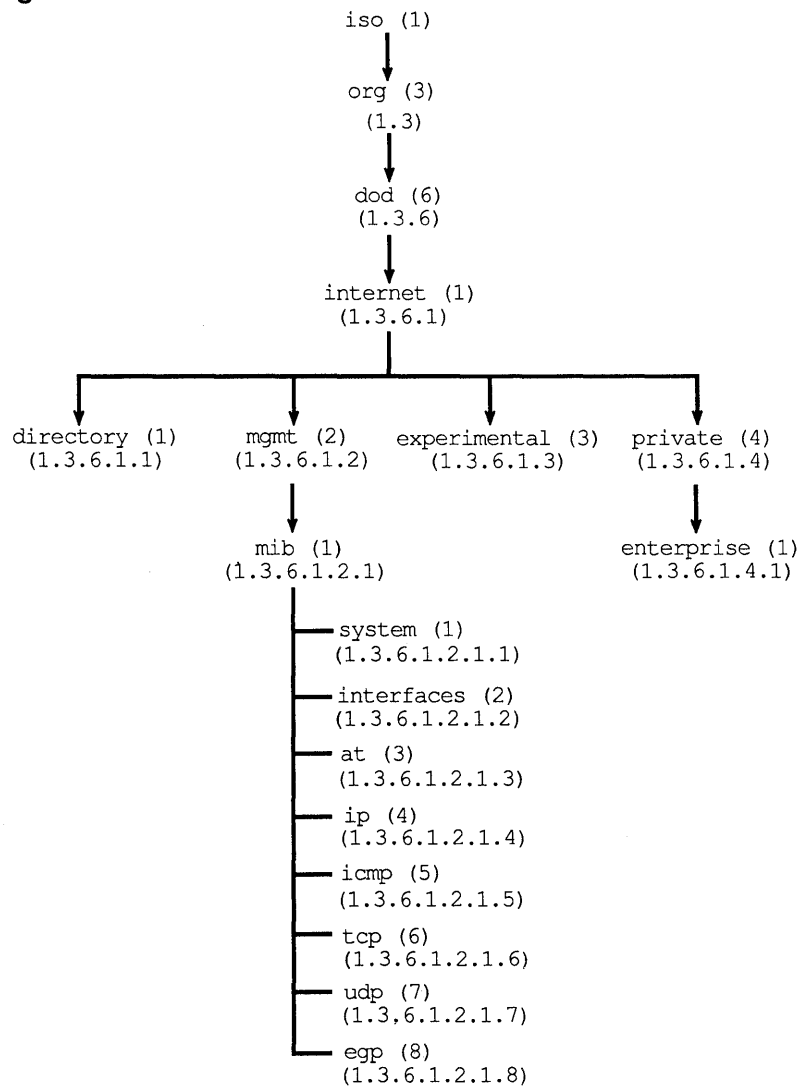 iso (1)
org (3)
(1.3)
dod (6)
(1.3.6)
internet (1)
(1.3.6.1)
directory (1) mgmt (2) experimental (3) private (4)
(1.3.6.1.1) (1.3.6.1.2) (1.3.6.1.3) (1.3.6.1.4)
mib (1) enterprise (1)
(1.3.6.1.2.1) (1.3.6.1.4.1)
system (1)
(1.3.6.1.2.1.1)
interfaces (2)
(1.3.6.1.2.1.2)
at (3)
(1.3.6.1.2.1.3)
ip (4)
(1.3.6.1.2.1.4)
icmp (5)
(1.3.6.1.2.1.5)
tcp (6)
(1.3.6.1.2.1.6)
udp (7)
(1.3,6.1.2.1.7)
egp (8)
(1.3.6.1.2.1.8)